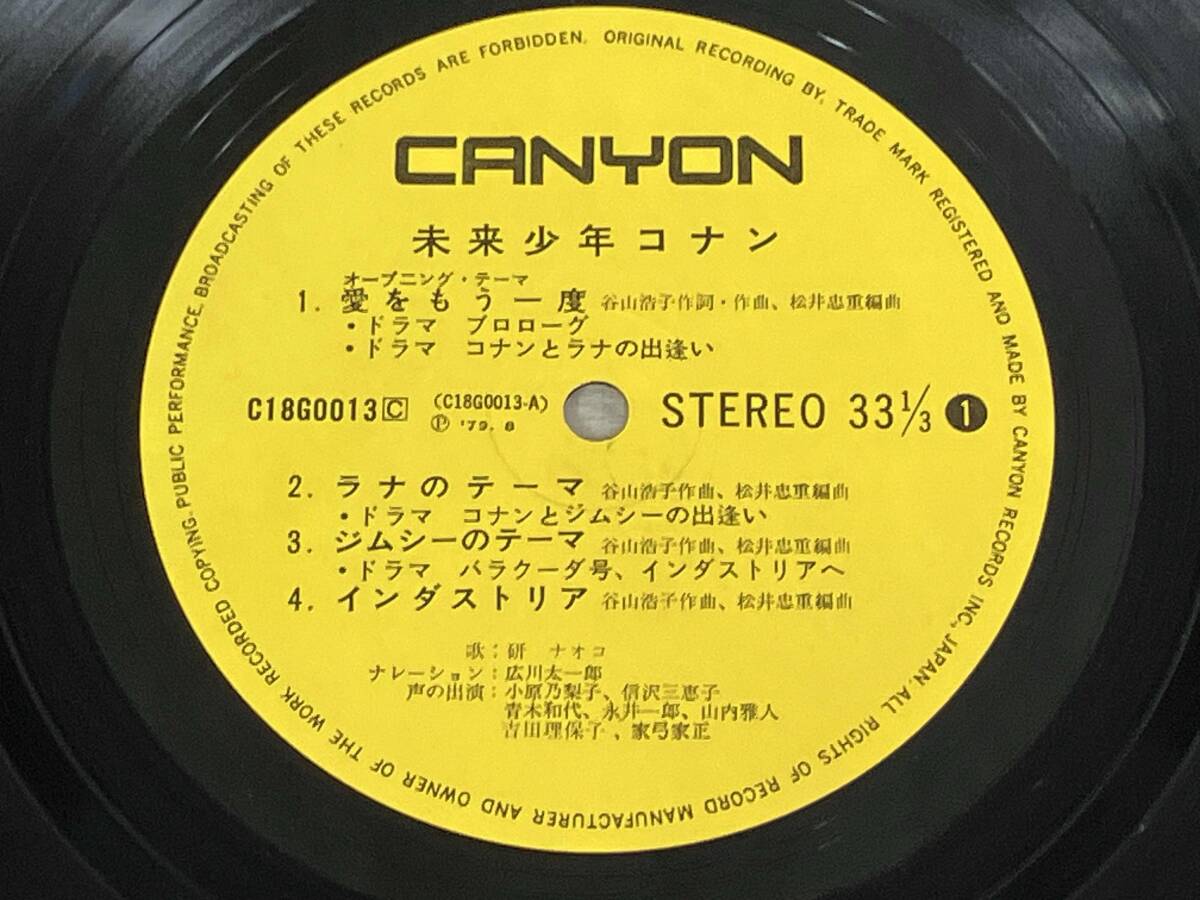 CANYON
未来少年コナン
オープニング・テーマ
1. 愛をもう一度 谷山浩子作詞・作曲、松井忠重編曲
・ドラマ プロローグ
・ドラマ コナンとラナの出逢い
C18G0013 C (C18G0013-A) STEREO 33 1/3 1
Ⓟ '79. 8
2. ラナのテーマ 谷山浩子作曲、松井忠重編曲
・ドラマ コナンとジムシーの出逢い
3. ジムシーのテーマ 谷山浩子作曲、松井忠重編曲
・ドラマ バラクーダ号、インダストリアへ
4. インダストリア 谷山浩子作曲、松井忠重編曲
歌:研 ナオコ
ナレーション:広川太一郎
声の出演:小原乃梨子、信沢三恵子
青木和代、永井一郎、山内雅人
吉田理保子、家弓家正
ORIGINAL RECORDING BY, TRADE MARK REGISTERED AND MADE BY CANYON RECORDS INC., JAPAN. ALL RIGHTS OF RECORD MANUFACTURER AND OWNER OF THE WORK RECORDED COPYING, PUBLIC PERFORMANCE, BROADCASTING OF THESE RECORDS ARE FORBIDDEN.